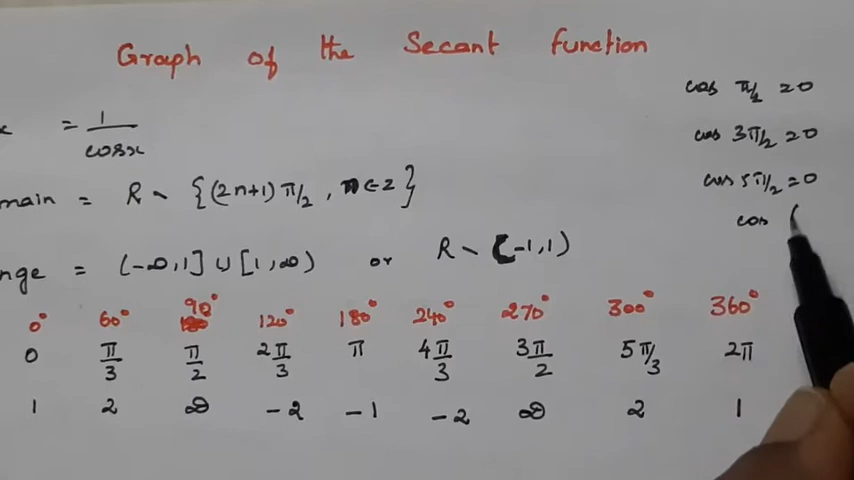 Graph of the Secant function
cos π/2 = 0
x = 1/cosx
cos 3π/2 = 0
main = R ∖ {(2n+1) π/2, n ∈ Z}
cos 5π/2 = 0
cos (
nge = (-∞,1] ∪ [1,∞) or R ∖ (-1,1)
0° 60° 90° 120° 180° 240° 270° 300° 360°
0 π/3 π/2 2π/3 π 4π/3 3π/2 5π/3 2π
1 2 ∞ -2 -1 -2 ∞ 2 1